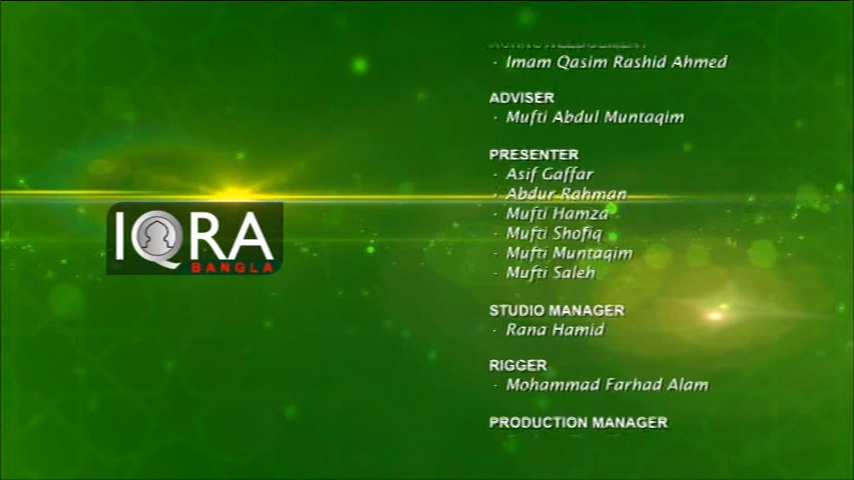 IQRA
BANGLA
ACKNOWLEDGEMENT
- Imam Qasim Rashid Ahmed
ADVISER
- Mufti Abdul Muntaqim
PRESENTER
- Asif Gaffar
- Abdur Rahman
- Mufti Hamza
- Mufti Shofiq
- Mufti Muntaqim
- Mufti Saleh
STUDIO MANAGER
- Rana Hamid
RIGGER
- Mohammad Farhad Alam
PRODUCTION MANAGER